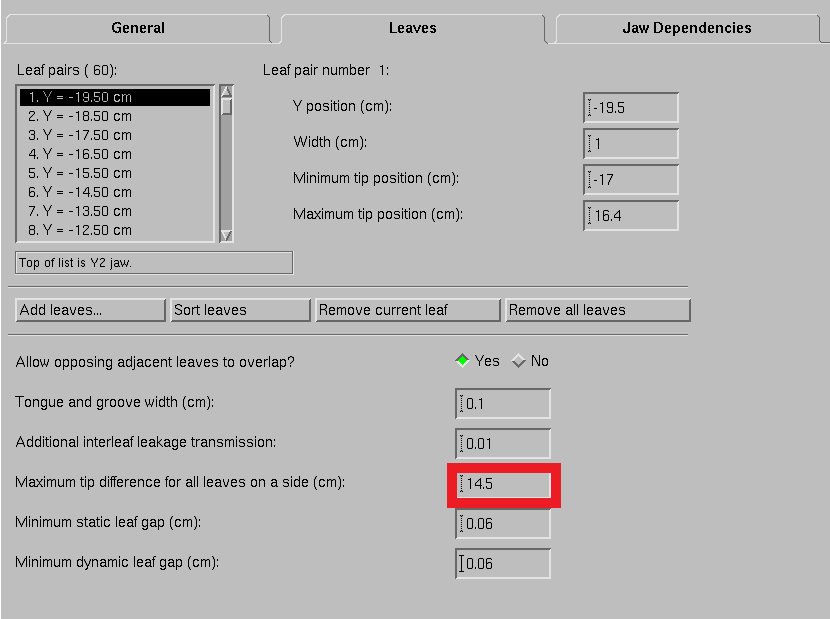 General Leaves Jaw Dependencies
Leaf pairs ( 60): Leaf pair number 1:
1. Y = -19.50 cm
2. Y = -18.50 cm
3. Y = -17.50 cm
4. Y = -16.50 cm
5. Y = -15.50 cm
6. Y = -14.50 cm
7. Y = -13.50 cm
8. Y = -12.50 cm
Top of list is Y2 jaw.
Y position (cm): -19.5
Width (cm): 1
Minimum tip position (cm): -17
Maximum tip position (cm): 16.4
Add leaves... Sort leaves Remove current leaf Remove all leaves
Allow opposing adjacent leaves to overlap? Yes No
Tongue and groove width (cm): 0.1
Additional interleaf leakage transmission: 0.01
Maximum tip difference for all leaves on a side (cm): 14.5
Minimum static leaf gap (cm): 0.06
Minimum dynamic leaf gap (cm): 0.06